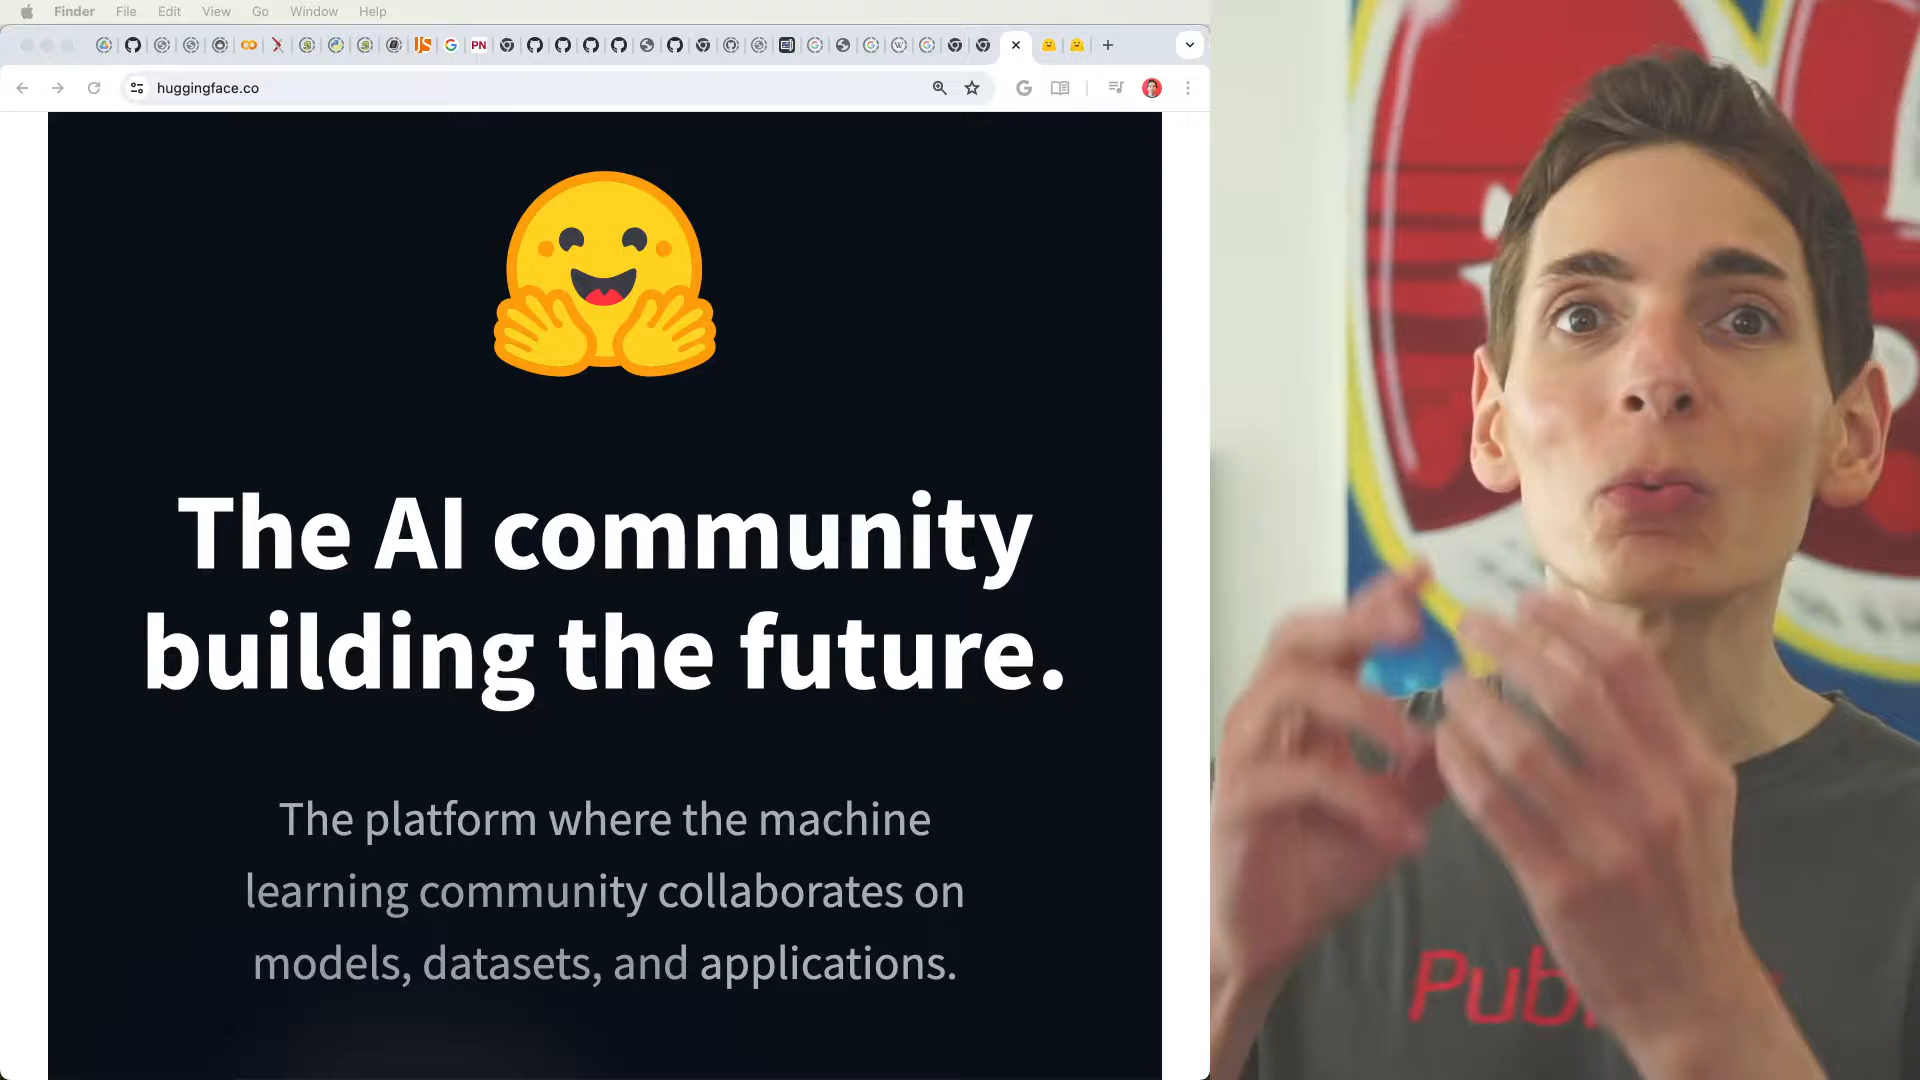 Finder File Edit View Go Window Help
JS G PN
huggingface.co
The AI community
building the future.
The platform where the machine
learning community collaborates on
models, datasets, and applications.